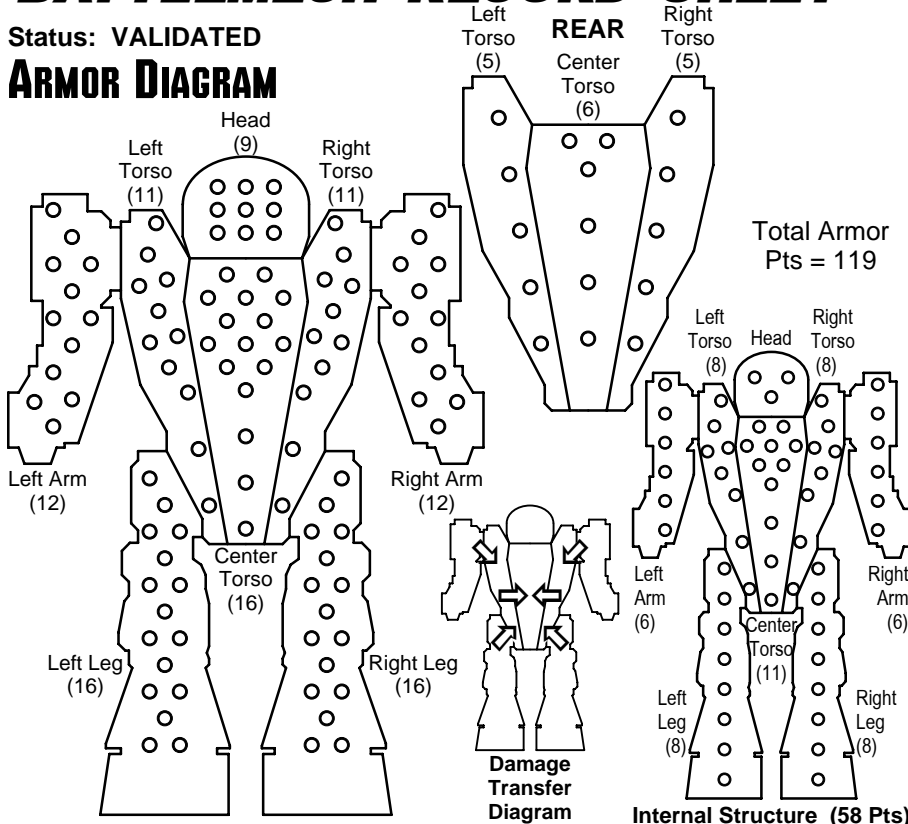 BATTLEMECH RECORD SHEET
Status: VALIDATED
ARMOR DIAGRAM
Left
Torso
(5)
REAR
Center
Torso
(6)
Right
Torso
(5)
Head
(9)
Left
Torso
(11)
Right
Torso
(11)
Total Armor
Pts = 119
Left Arm
(12)
Right Arm
(12)
Center
Torso
(16)
Left Leg
(16)
Right Leg
(16)
Damage
Transfer
Diagram
Left
Torso
(8)
Head
Right
Torso
(8)
Left
Arm
(6)
Right
Arm
(6)
Center
Torso
(11)
Left
Leg
(8)
Right
Leg
(8)
Internal Structure (58 Pts)